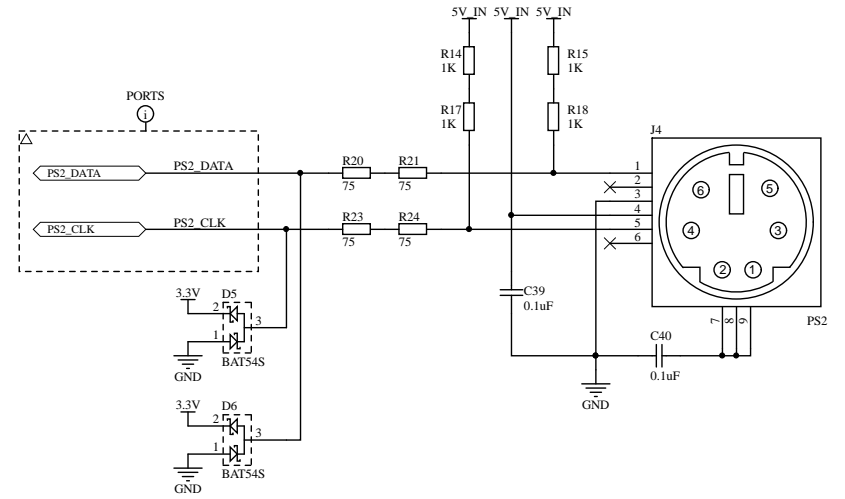 5V_IN 5V_IN 5V_IN
R14
1K
R15
1K
PORTS
i
R17
1K
R18
1K
J4
PS2_DATA
PS2_DATA
R20
75
R21
75
1
2
3
4
5
6
PS2_CLK
PS2_CLK
R23
75
R24
75
6
5
4
3
2
1
3.3V
D5
2
3
1
GND
BAT54S
C39
0.1uF
7
8
9
PS2
C40
0.1uF
GND
3.3V
D6
2
3
1
GND
BAT54S